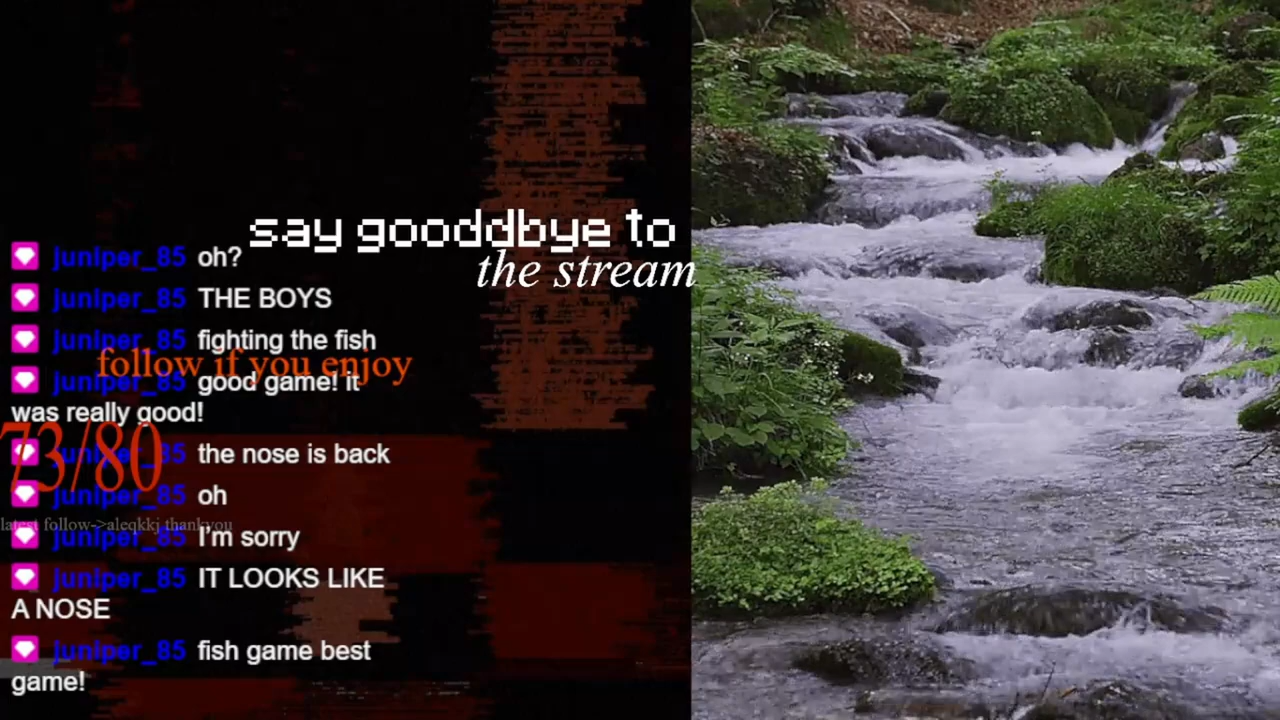 say gooddbye to
the stream
juniper_85 oh?
juniper_85 THE BOYS
juniper_85 fighting the fish
follow if you enjoy
juniper_85 good game! it
was really good!
73/80
juniper_85 the nose is back
juniper_85 oh
latest follow->aleqkkj thankyou
juniper_85 I'm sorry
juniper_85 IT LOOKS LIKE
A NOSE
juniper_85 fish game best
game!